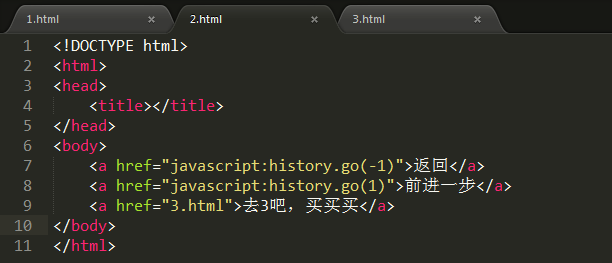 1.html × 2.html × 3.html ×
1 <!DOCTYPE html>
2 <html>
3 <head>
4     <title></title>
5 </head>
6 <body>
7     <a href="javascript:history.go(-1)">返回</a>
8     <a href="javascript:history.go(1)">前进一步</a>
9     <a href="3.html">去3吧，买买买</a>
10 </body>
11 </html>